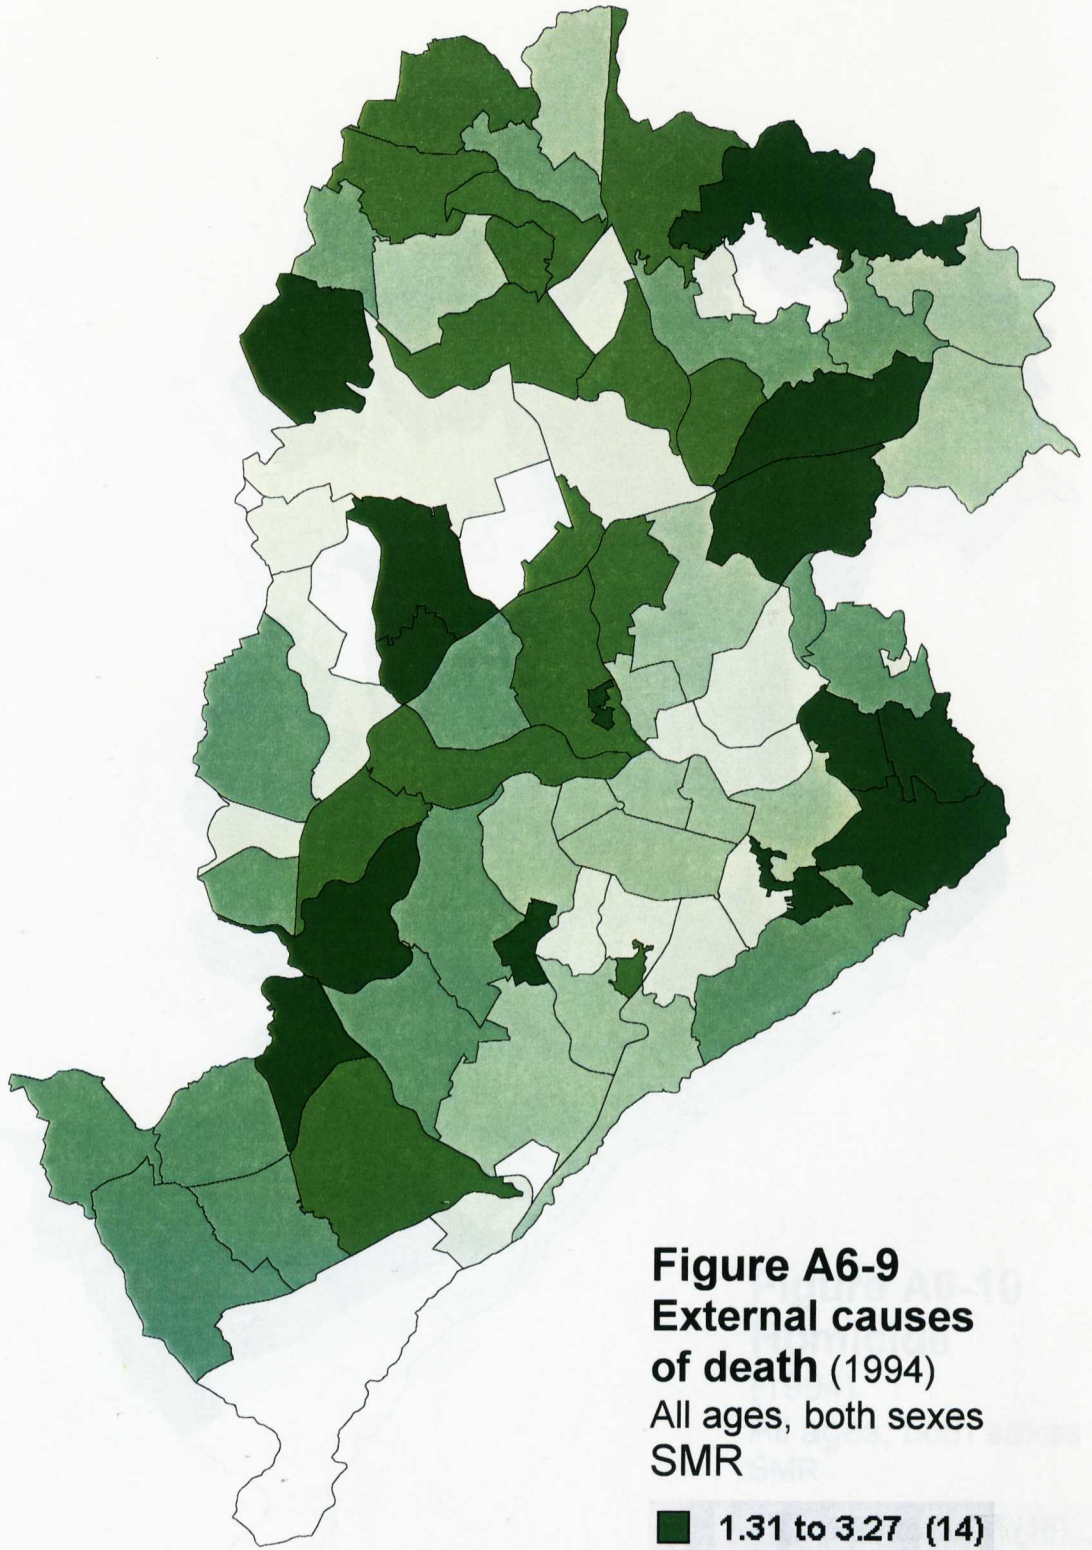 Figure A6-9
External causes
of death (1994)
All ages, both sexes
SMR
1.31 to 3.27 (14)